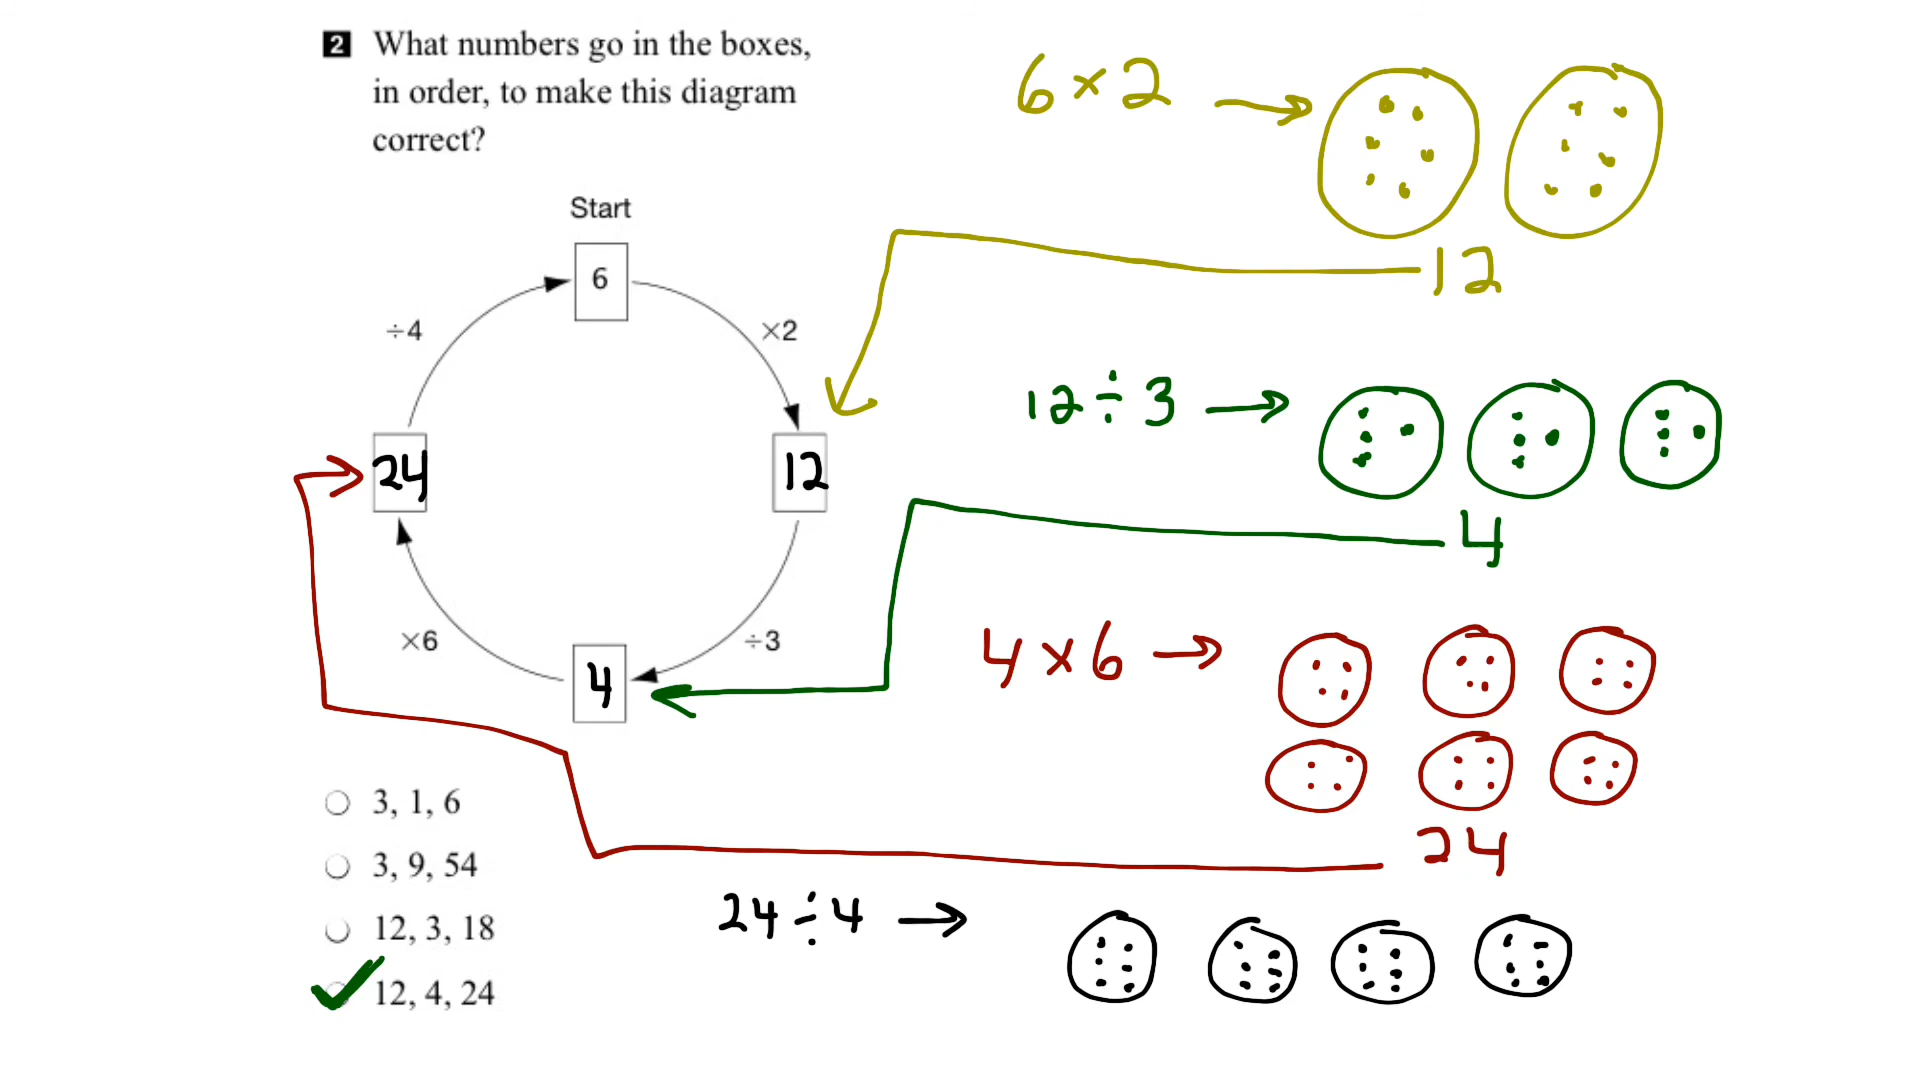 2 What numbers go in the boxes,
in order, to make this diagram
correct?
Start
6
×2
12
÷3
4
×6
24
÷4
3, 1, 6
3, 9, 54
12, 3, 18
12, 4, 24
6 × 2 →
12
12 ÷ 3 →
4
4 × 6 →
24
24 ÷ 4 →